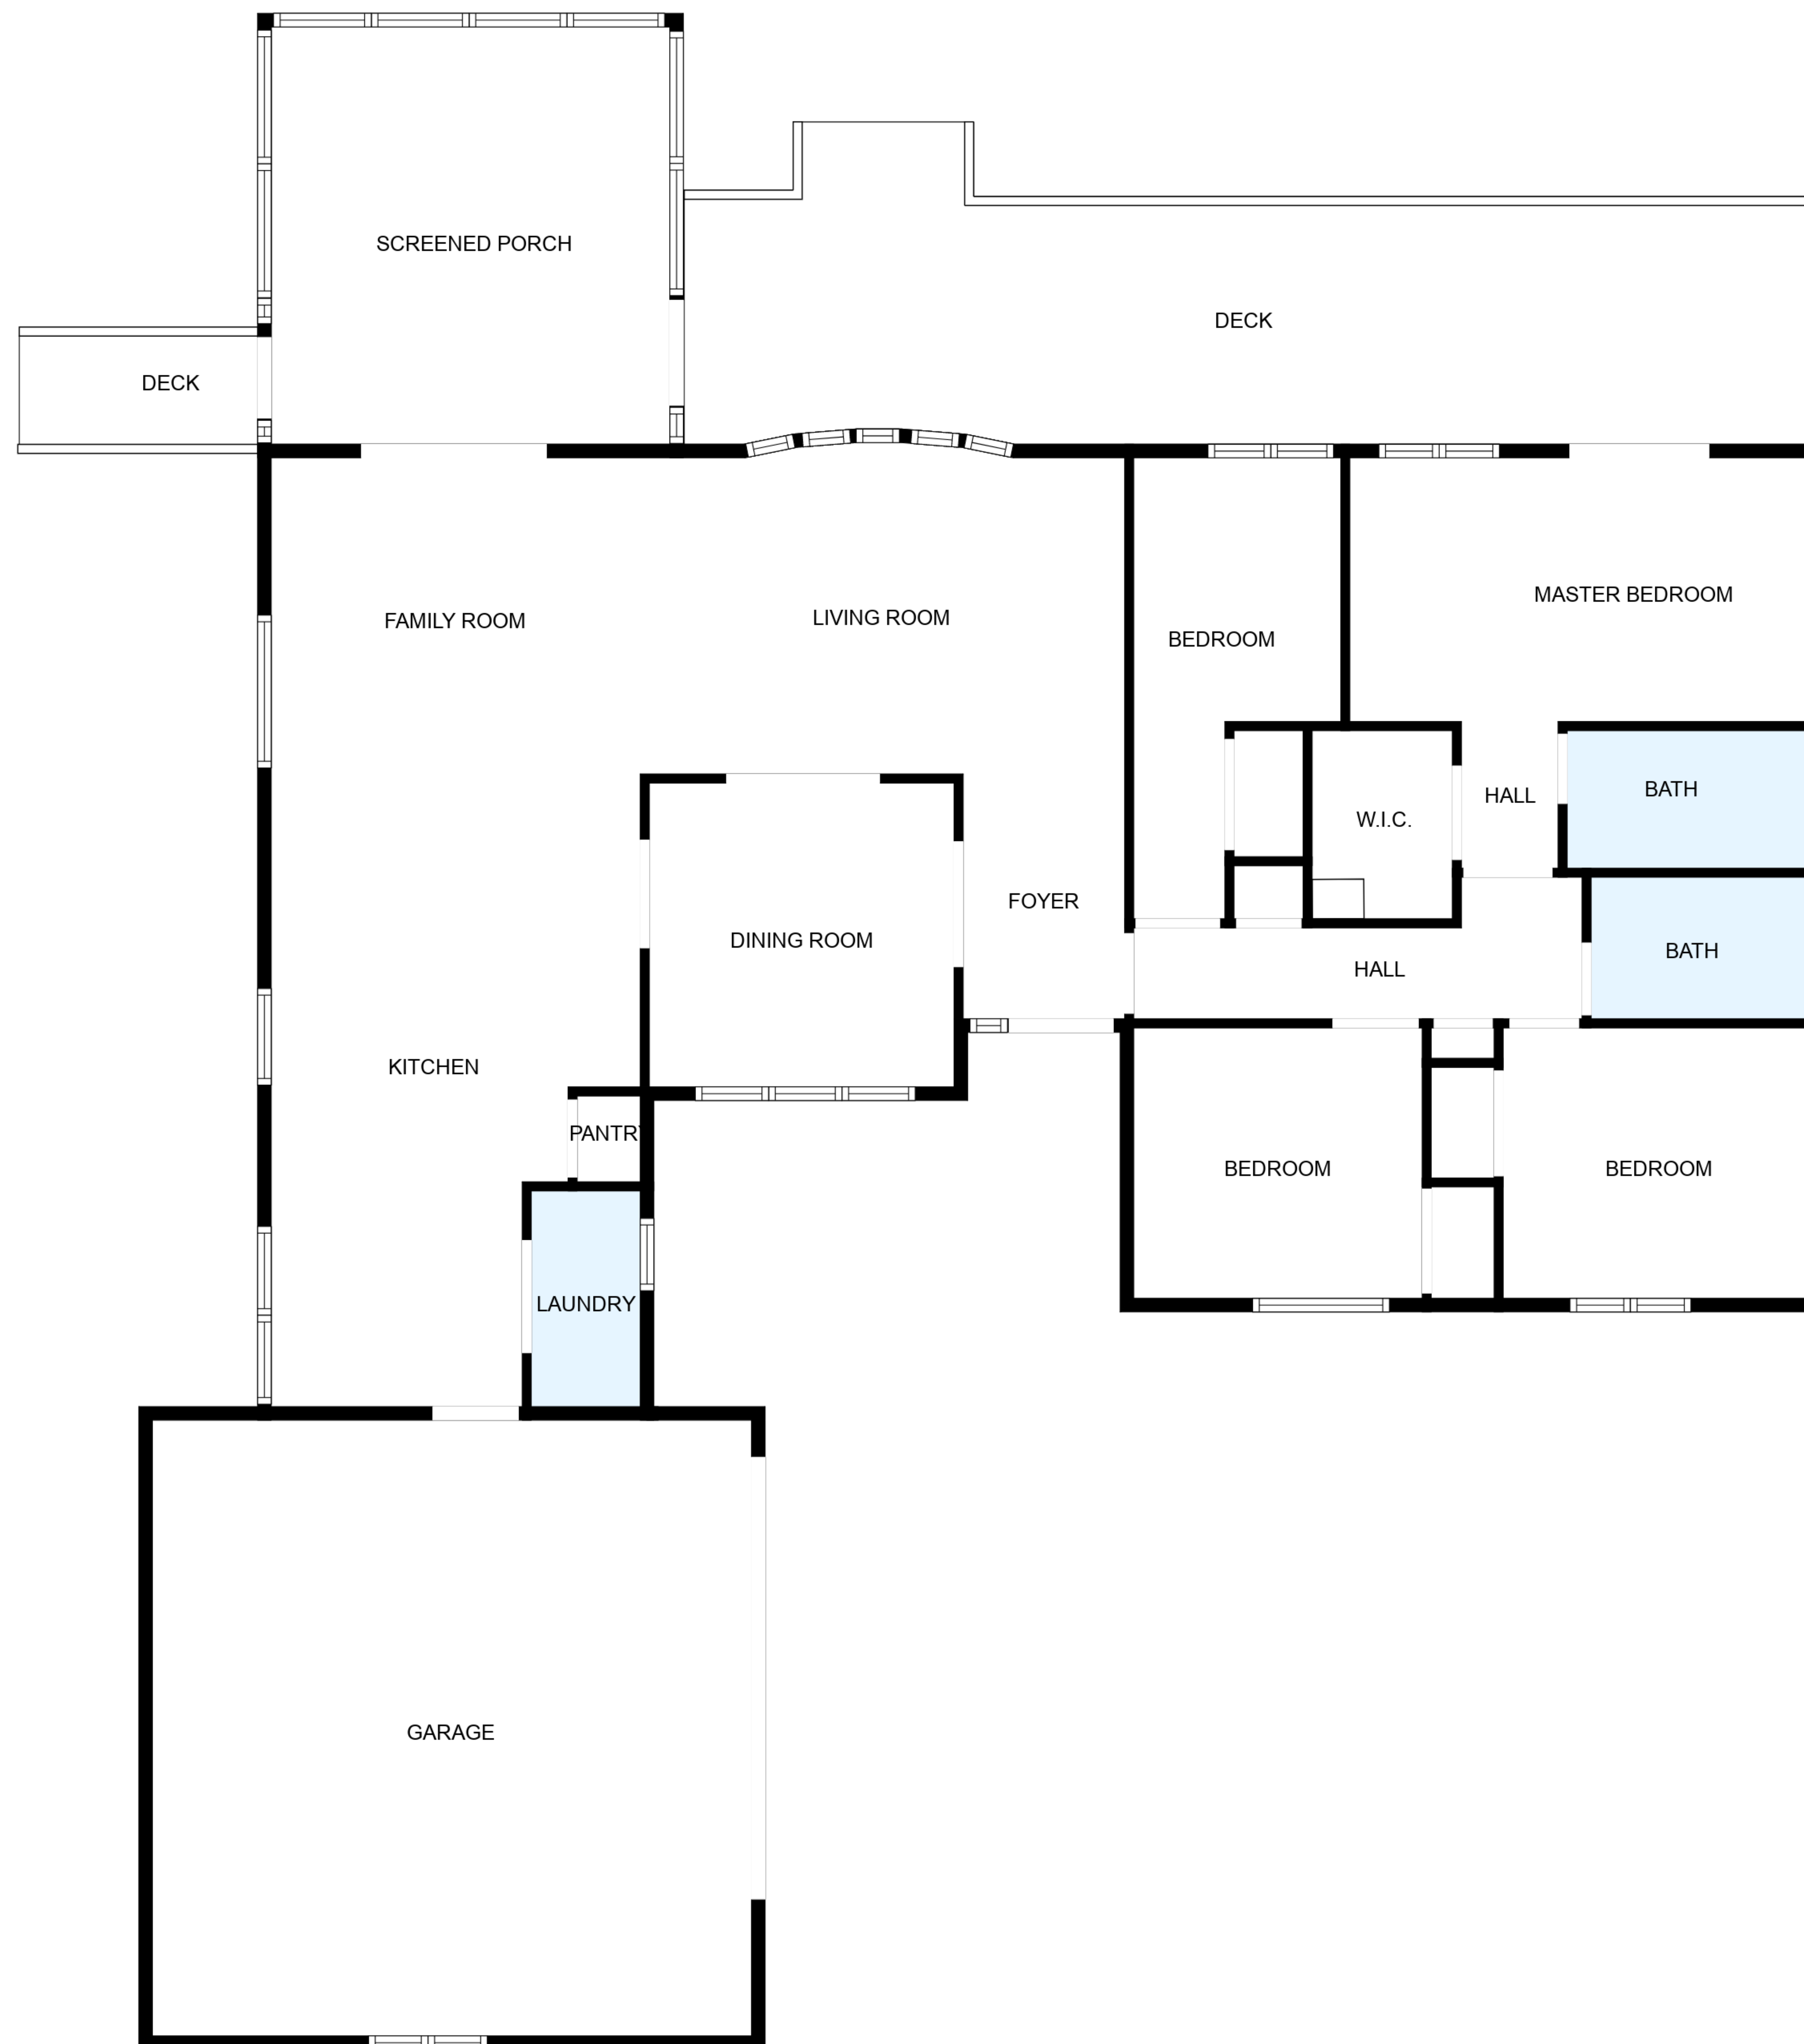 SCREENED PORCH
DECK
DECK
FAMILY ROOM
LIVING ROOM
MASTER BEDROOM
BEDROOM
W.I.C.
HALL
BATH
FOYER
DINING ROOM
HALL
BATH
KITCHEN
PANTR
BEDROOM
BEDROOM
LAUNDRY
GARAGE